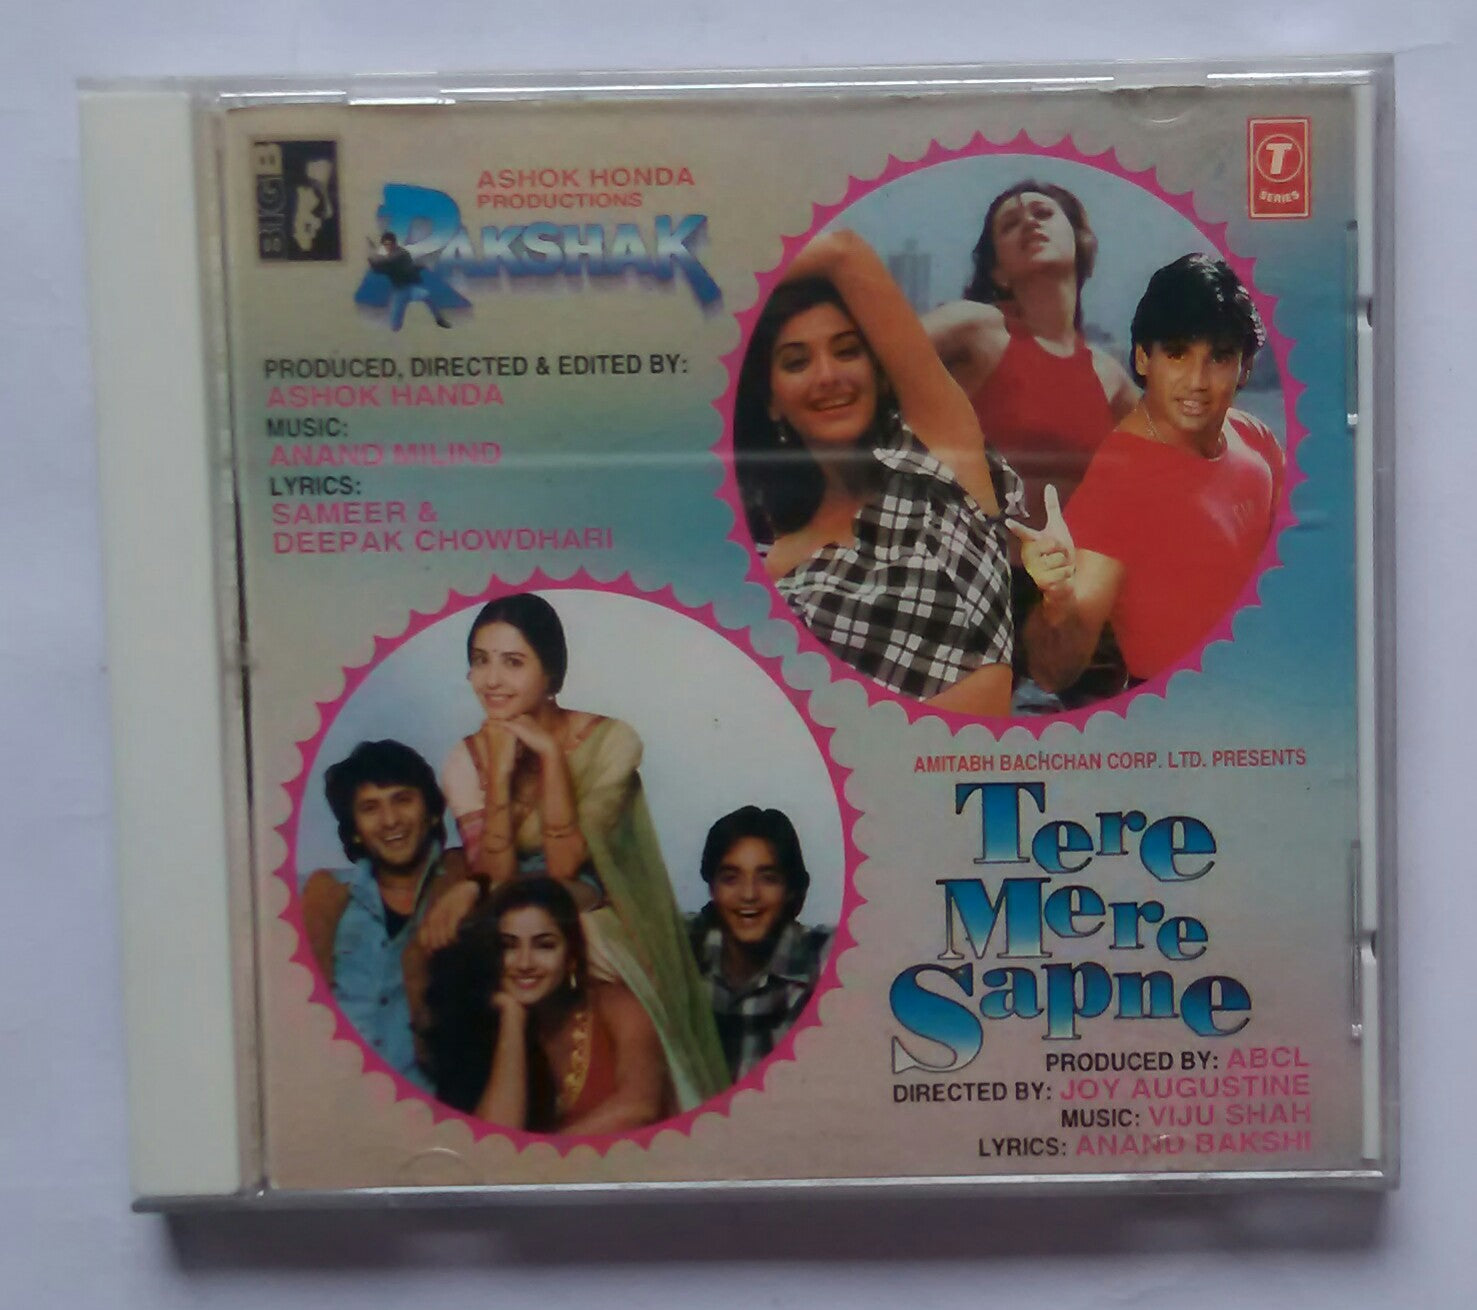 BIG B
ASHOK HONDA
PRODUCTIONS
RAKSHAK
PRODUCED, DIRECTED & EDITED BY:
ASHOK HANDA
MUSIC:
ANAND MILIND
LYRICS:
SAMEER &
DEEPAK CHOWDHARI
T
SERIES
AMITABH BACHCHAN CORP. LTD. PRESENTS
Tere
Mere
Sapne
PRODUCED BY: ABCL
DIRECTED BY: JOY AUGUSTINE
MUSIC: VIJU SHAH
LYRICS: ANAND BAKSHI